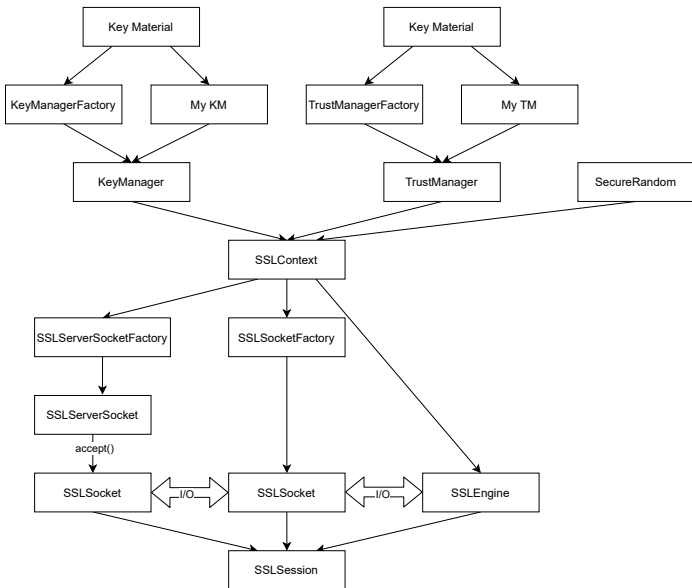 Key Material
Key Material
KeyManagerFactory
My KM
TrustManagerFactory
My TM
KeyManager
TrustManager
SecureRandom
SSLContext
SSLServerSocketFactory
SSLSocketFactory
SSLServerSocket
accept()
SSLSocket
I/O
SSLSocket
I/O
SSLEngine
SSLSession